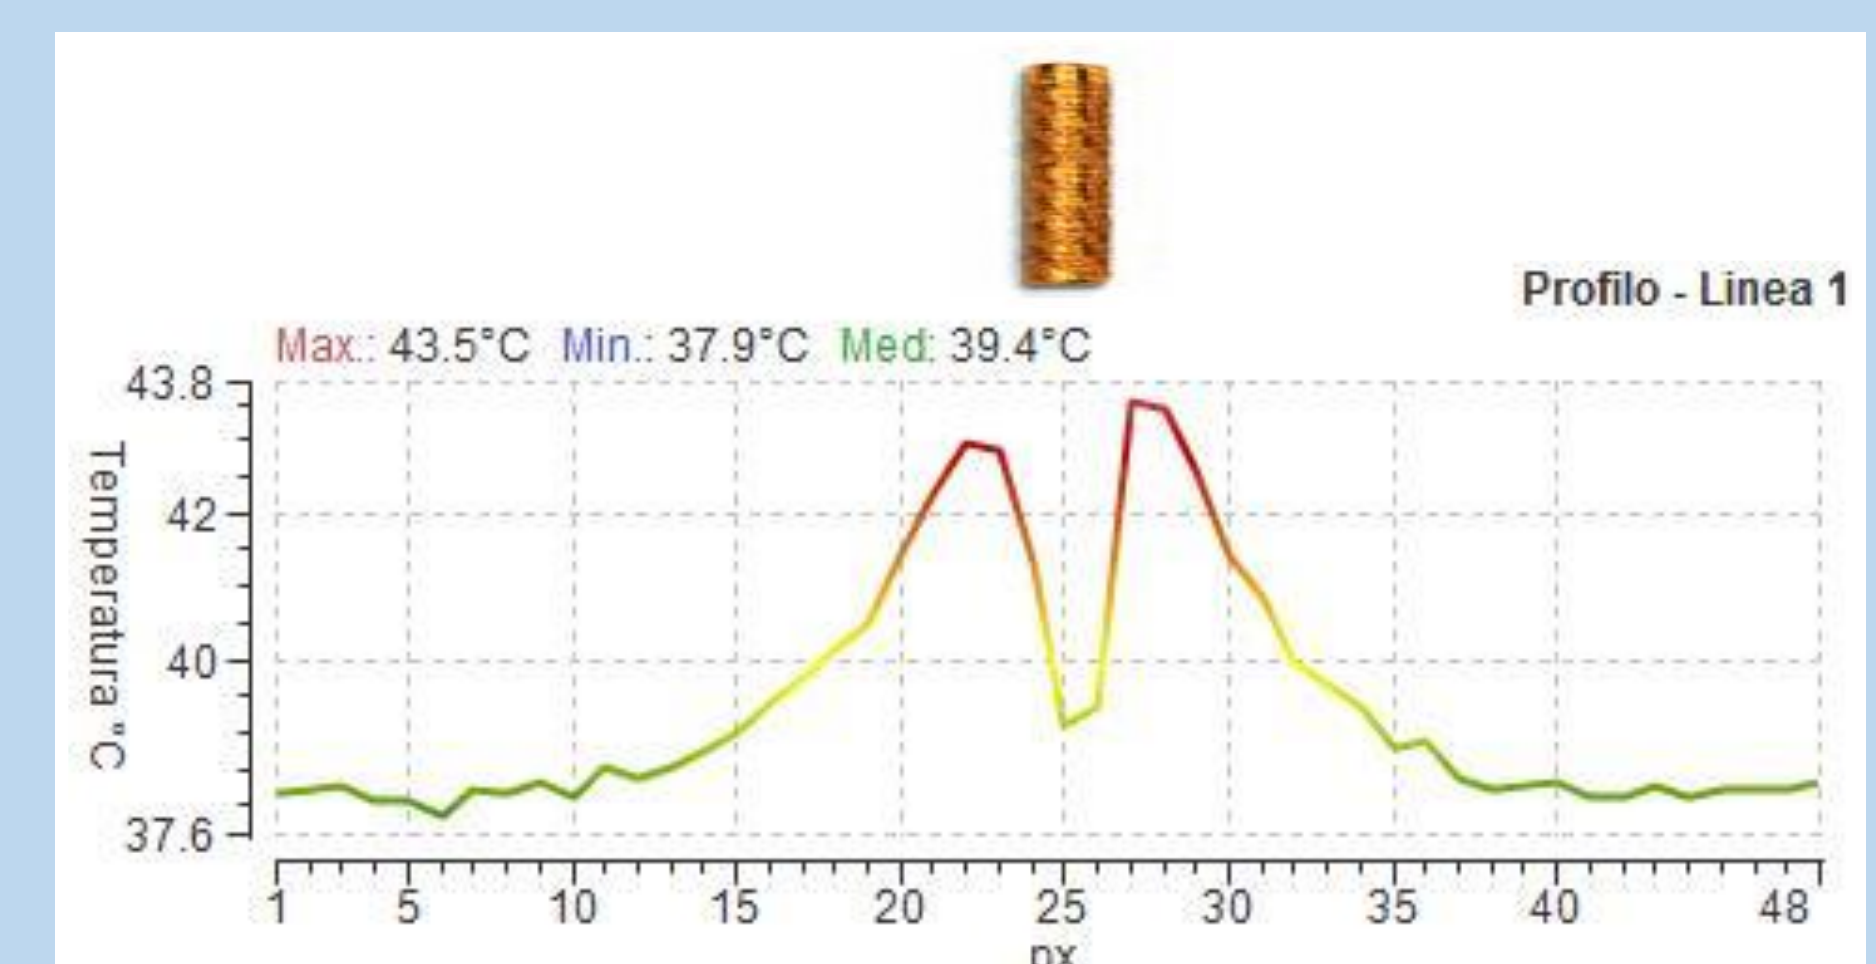 Profilo - Linea 1
Max.: 43.5°C Min.: 37.9°C Med: 39.4°C
43.8
42
40
37.6
Temperatura °C
1 5 10 15 20 25 30 35 40 48
px